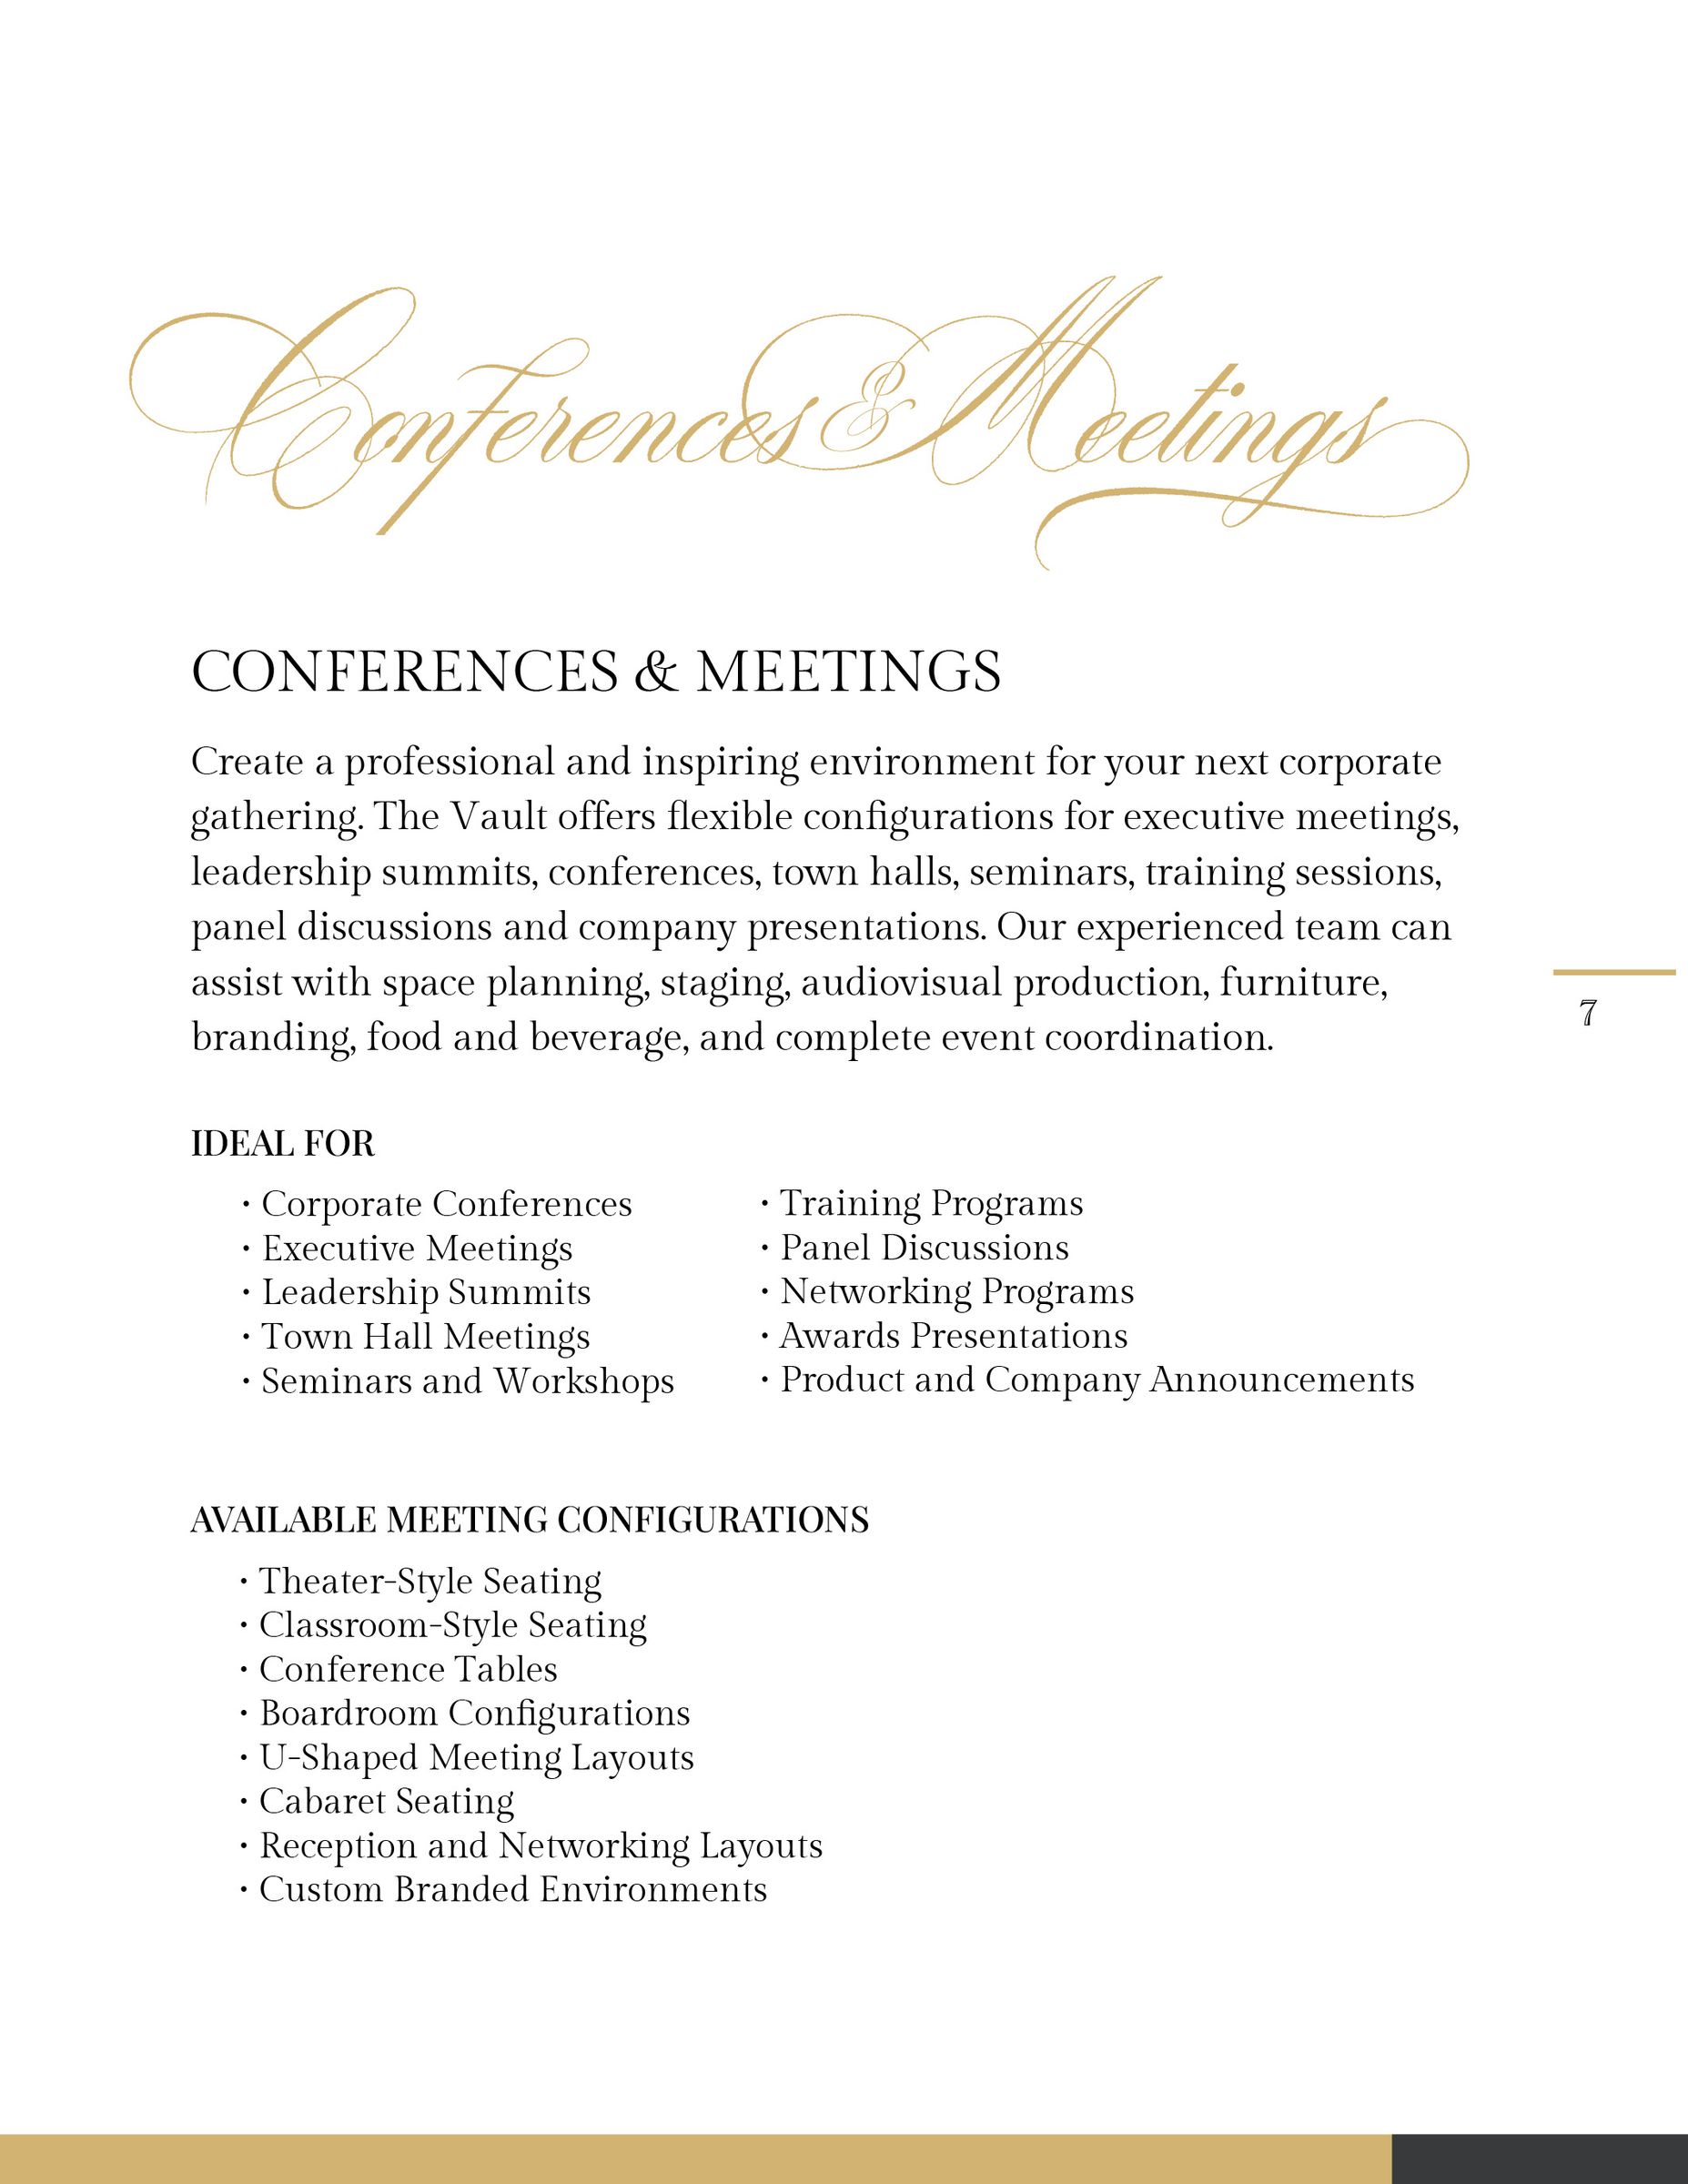 Conferences & Meetings
CONFERENCES & MEETINGS
Create a professional and inspiring environment for your next corporate
gathering. The Vault offers flexible configurations for executive meetings,
leadership summits, conferences, town halls, seminars, training sessions,
panel discussions and company presentations. Our experienced team can
assist with space planning, staging, audiovisual production, furniture,
branding, food and beverage, and complete event coordination.
7
IDEAL FOR
• Corporate Conferences
• Executive Meetings
• Leadership Summits
• Town Hall Meetings
• Seminars and Workshops
• Training Programs
• Panel Discussions
• Networking Programs
• Awards Presentations
• Product and Company Announcements
AVAILABLE MEETING CONFIGURATIONS
• Theater-Style Seating
• Classroom-Style Seating
• Conference Tables
• Boardroom Configurations
• U-Shaped Meeting Layouts
• Cabaret Seating
• Reception and Networking Layouts
• Custom Branded Environments